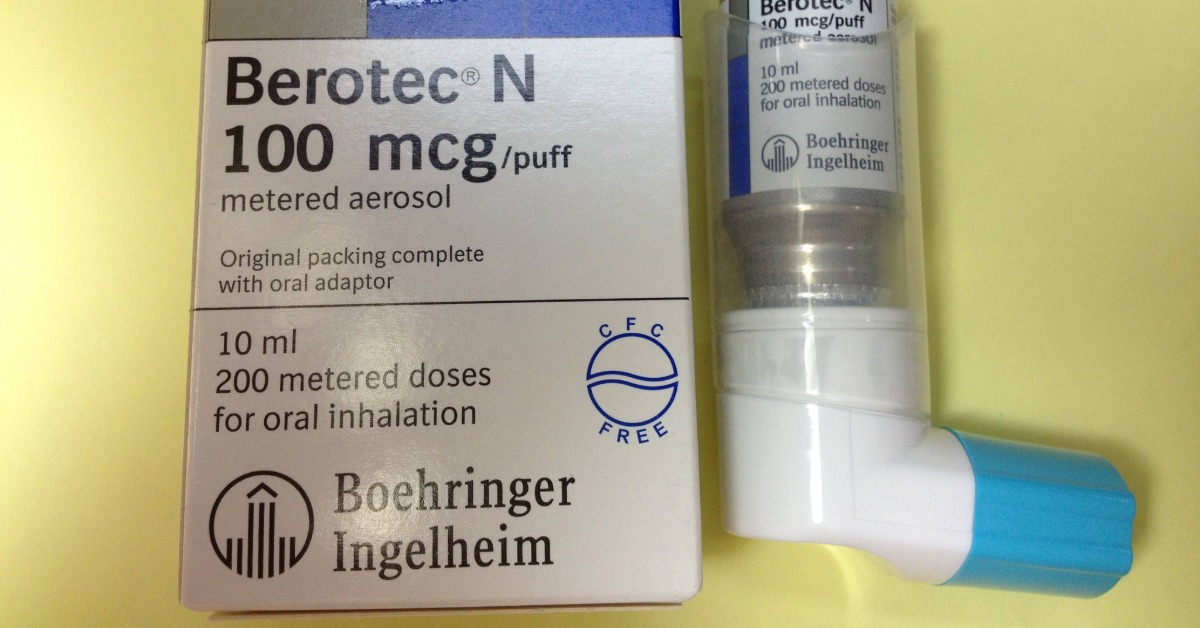 Berotec® N
100 mcg/puff
metered aerosol
Original packing complete
with oral adaptor
10 ml
200 metered doses
for oral inhalation
CFC
FREE
Boehringer
Ingelheim
Berotec® N
100 mcg/puff
metered aerosol
10 ml
200 metered doses
for oral inhalation
Boehringer
Ingelheim